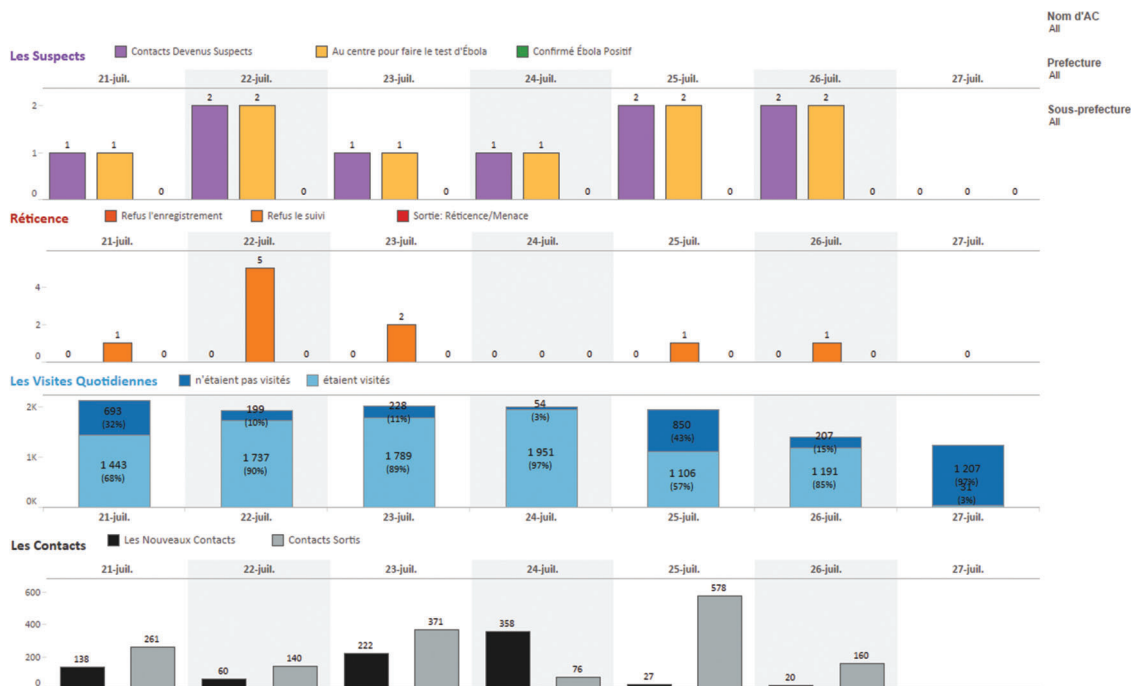 Nom d'AC
All
Prefecture
All
Sous-prefecture
All
Les Suspects
Contacts Devenus Suspects Au centre pour faire le test d'Ébola Confirmé Ébola Positif
21-juil. 22-juil. 23-juil. 24-juil. 25-juil. 26-juil. 27-juil.
2
1
0
1 1 0 2 2 0 1 1 0 1 1 0 2 2 0 2 2 0 0 0 0
Réticence
Refus l'enregistrement Refus le suivi Sortie: Réticence/Menace
21-juil. 22-juil. 23-juil. 24-juil. 25-juil. 26-juil. 27-juil.
4
2
0
0 1 0 0 5 0 0 2 0 0 0 0 0 1 0 0 1 0 0
Les Visites Quotidiennes
n'étaient pas visités étaient visités
2K
1K
0K
693 199 228 54 850 207 1 207
(32%) (10%) (11%) (3%) (43%) (15%) (97%)
1 443 1 737 1 789 1 951 1 106 1 191 31
(68%) (90%) (89%) (97%) (57%) (85%) (3%)
21-juil. 22-juil. 23-juil. 24-juil. 25-juil. 26-juil. 27-juil.
Les Contacts
Les Nouveaux Contacts Contacts Sortis
21-juil. 22-juil. 23-juil. 24-juil. 25-juil. 26-juil. 27-juil.
600
400
200
0
138 261 60 140 222 371 358 76 27 578 20 160